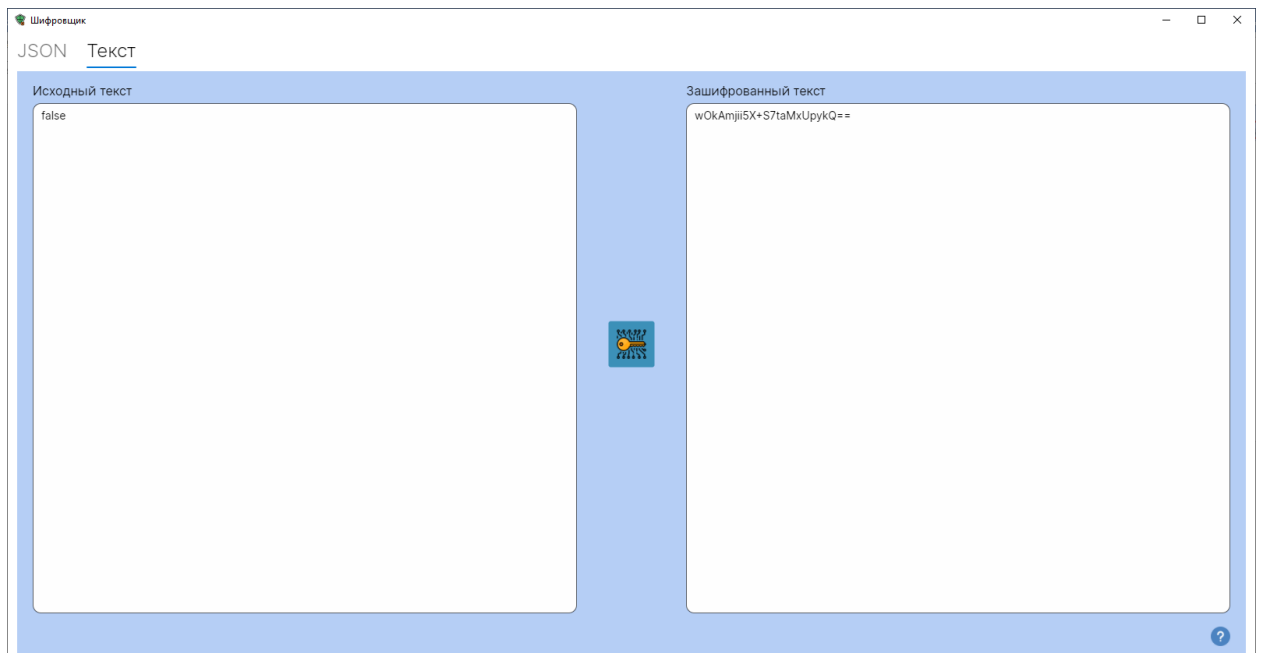 Шифровщик
JSON Текст
Исходный текст
false
Зашифрованный текст
wOkAmjii5X+S7taMxUpykQ==
?